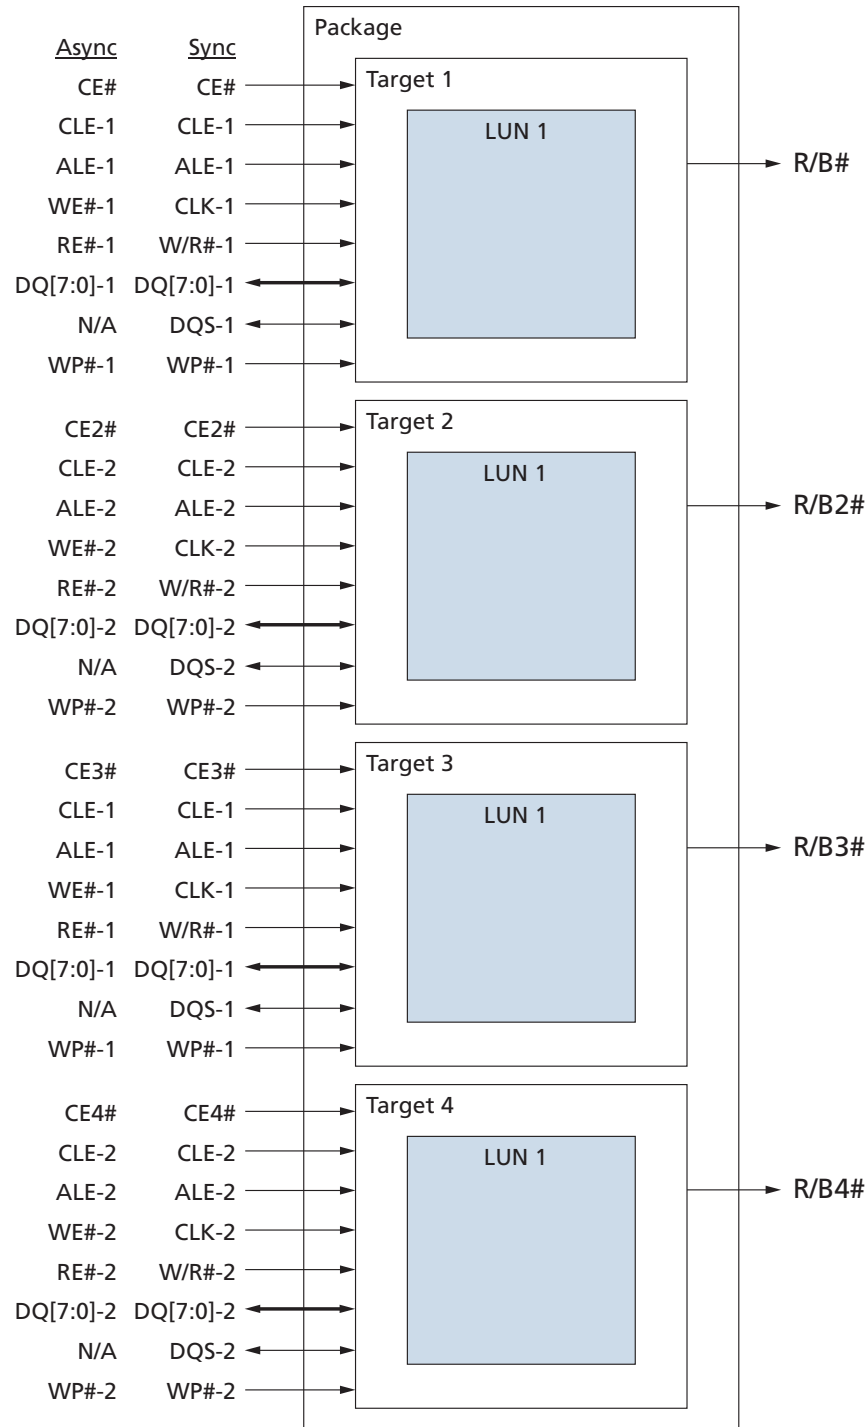 Package
Async Sync
Target 1
CE# CE#
LUN 1
CLE-1 CLE-1
ALE-1 ALE-1
R/B#
WE#-1 CLK-1
RE#-1 W/R#-1
DQ[7:0]-1 DQ[7:0]-1
N/A DQS-1
WP#-1 WP#-1
Target 2
CE2# CE2#
LUN 1
CLE-2 CLE-2
ALE-2 ALE-2
R/B2#
WE#-2 CLK-2
RE#-2 W/R#-2
DQ[7:0]-2 DQ[7:0]-2
N/A DQS-2
WP#-2 WP#-2
Target 3
CE3# CE3#
LUN 1
CLE-1 CLE-1
ALE-1 ALE-1
R/B3#
WE#-1 CLK-1
RE#-1 W/R#-1
DQ[7:0]-1 DQ[7:0]-1
N/A DQS-1
WP#-1 WP#-1
Target 4
CE4# CE4#
LUN 1
CLE-2 CLE-2
ALE-2 ALE-2
R/B4#
WE#-2 CLK-2
RE#-2 W/R#-2
DQ[7:0]-2 DQ[7:0]-2
N/A DQS-2
WP#-2 WP#-2